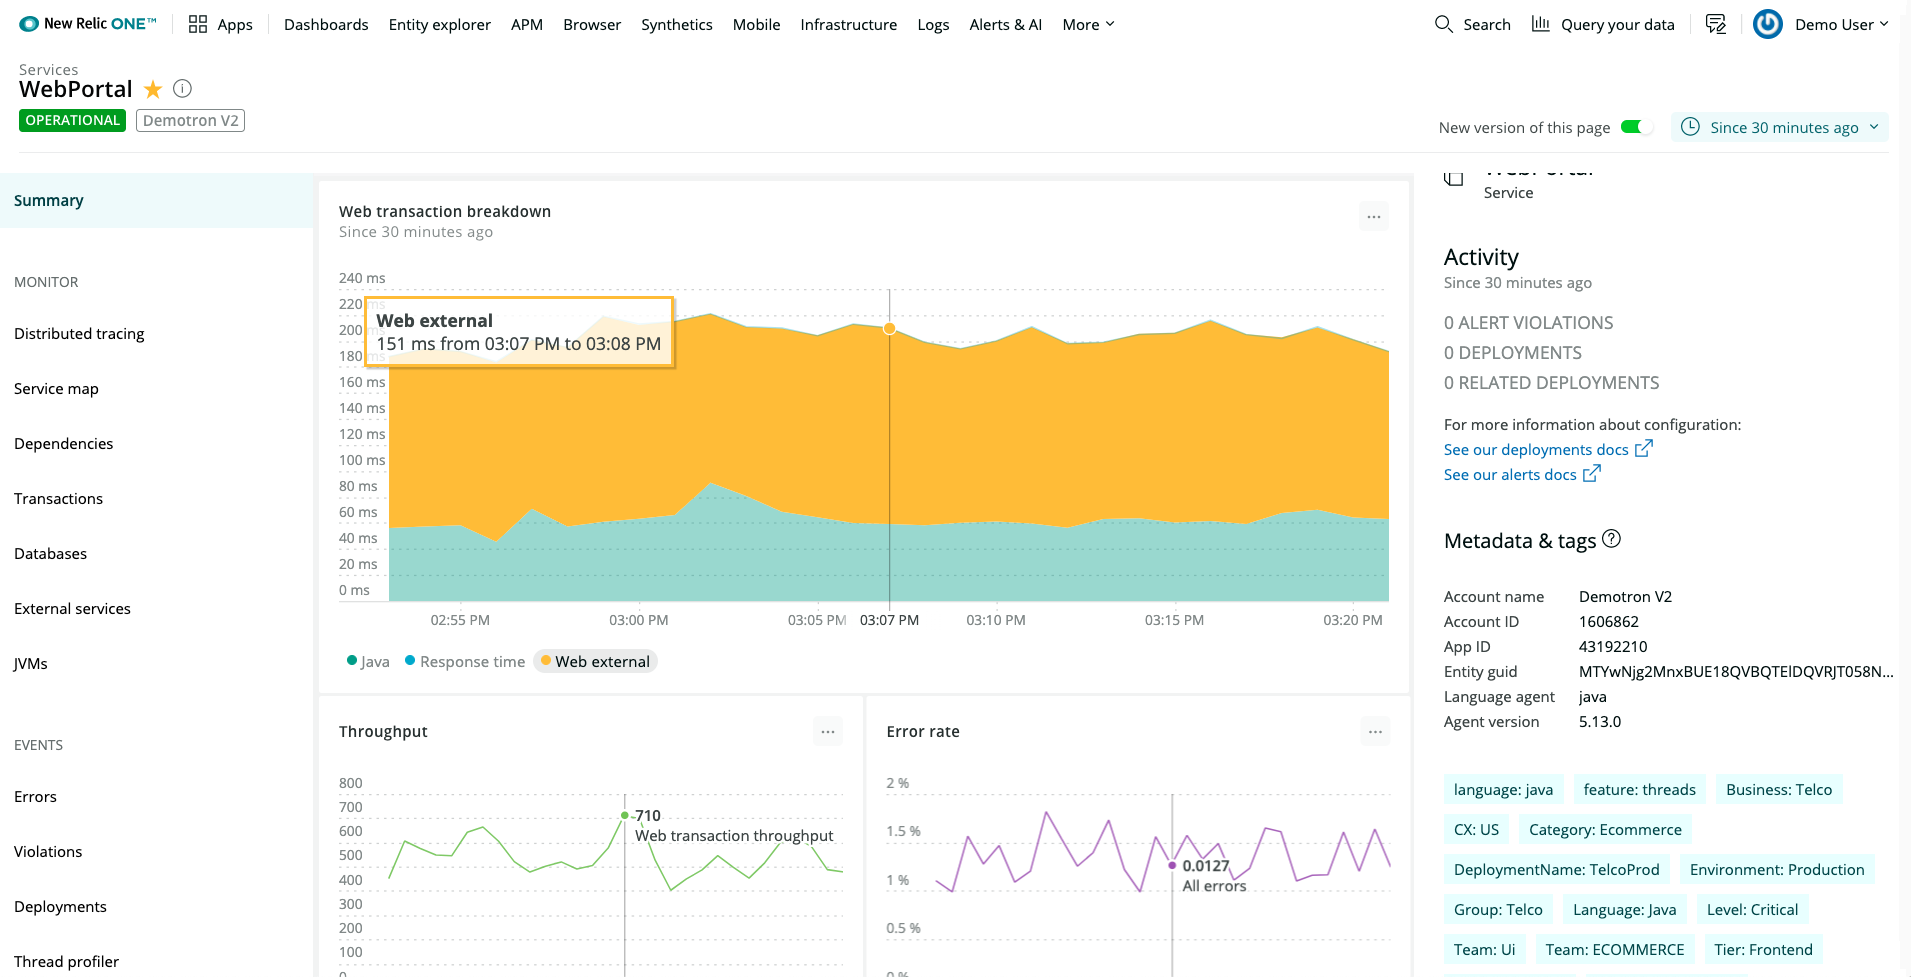 New Relic ONE™
Apps
Dashboards
Entity explorer
APM
Browser
Synthetics
Mobile
Infrastructure
Logs
Alerts & AI
More
Search
Query your data
Demo User
Services
WebPortal
OPERATIONAL
Demotron V2
New version of this page
Since 30 minutes ago
Summary
MONITOR
Distributed tracing
Service map
Dependencies
Transactions
Databases
External services
JVMs
EVENTS
Errors
Violations
Deployments
Thread profiler
Web transaction breakdown
Since 30 minutes ago
...
240 ms
220 ms
200 ms
180 ms
160 ms
140 ms
120 ms
100 ms
80 ms
60 ms
40 ms
20 ms
0 ms
Web external
151 ms from 03:07 PM to 03:08 PM
02:55 PM
03:00 PM
03:05 PM
03:07 PM
03:10 PM
03:15 PM
03:20 PM
Java
Response time
Web external
Throughput
...
800
700
600
500
400
300
200
100
0
710
Web transaction throughput
Error rate
...
2 %
1.5 %
1 %
0.5 %
0 %
0.0127
All errors
WebPortal
Service
Activity
Since 30 minutes ago
0 ALERT VIOLATIONS
0 DEPLOYMENTS
0 RELATED DEPLOYMENTS
For more information about configuration:
See our deployments docs
See our alerts docs
Metadata & tags
Account name Demotron V2
Account ID 1606862
App ID 43192210
Entity guid MTYwNjg2MnxBUE18QVBQTElDQVRJT058N...
Language agent java
Agent version 5.13.0
language: java
feature: threads
Business: Telco
CX: US
Category: Ecommerce
DeploymentName: TelcoProd
Environment: Production
Group: Telco
Language: Java
Level: Critical
Team: Ui
Team: ECOMMERCE
Tier: Frontend